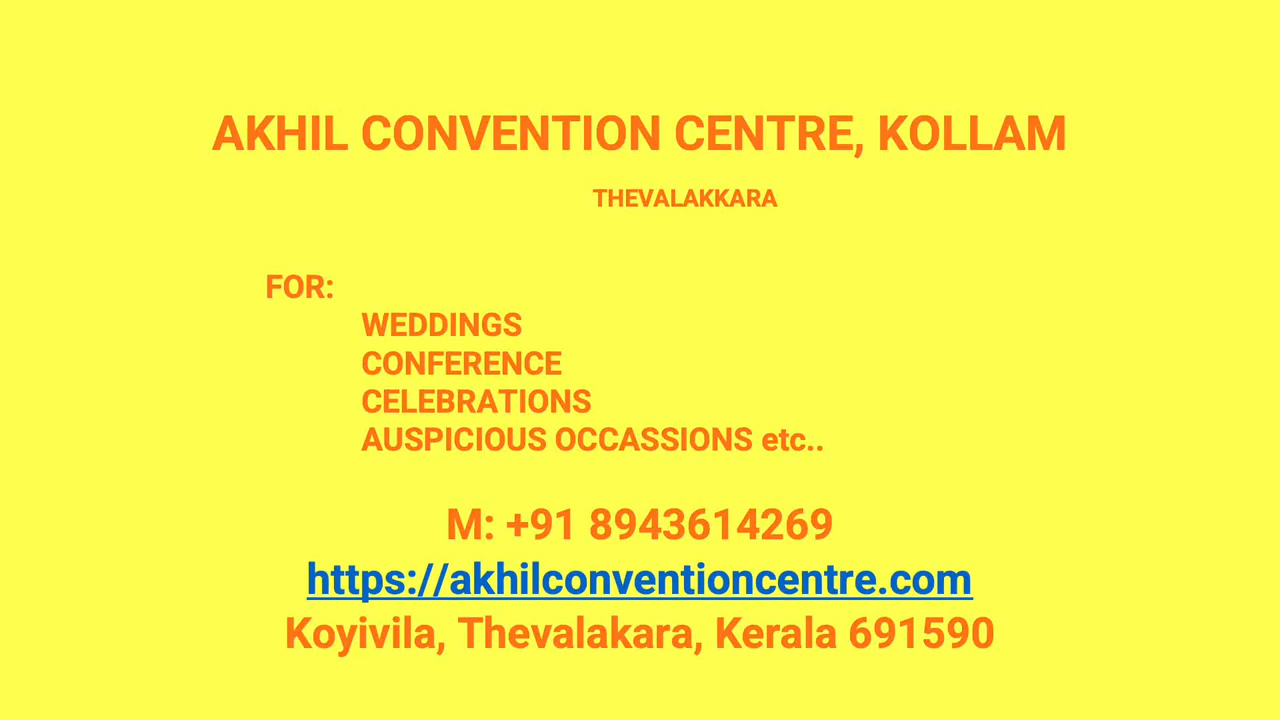 AKHIL CONVENTION CENTRE, KOLLAM
THEVALAKKARA
FOR:
WEDDINGS
CONFERENCE
CELEBRATIONS
AUSPICIOUS OCCASSIONS etc..
M: +91 8943614269
https://akhilconventioncentre.com
Koyivila, Thevalakara, Kerala 691590